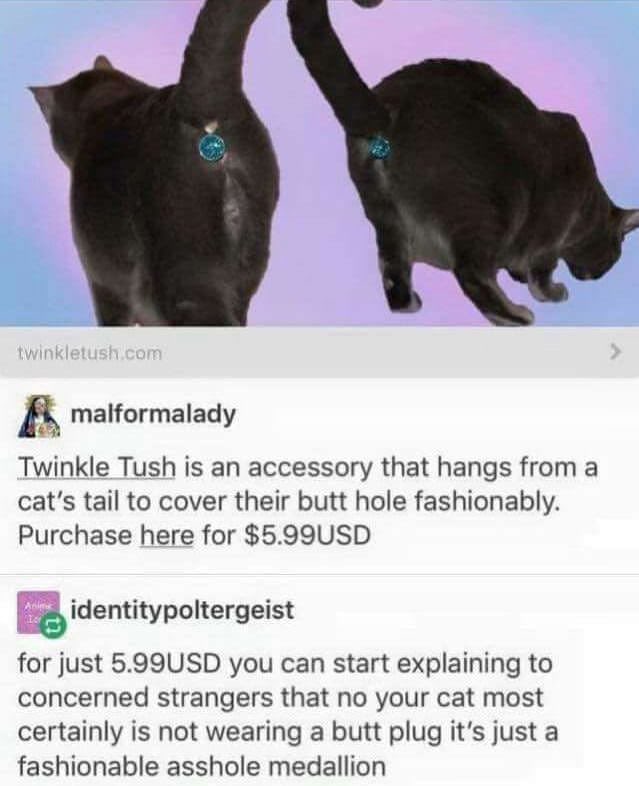 twinkletush.com
malformalady
Twinkle Tush is an accessory that hangs from a
cat's tail to cover their butt hole fashionably.
Purchase here for $5.99USD
Anime
identitypoltergeist
for just 5.99USD you can start explaining to
concerned strangers that no your cat most
certainly is not wearing a butt plug it's just a
fashionable asshole medallion